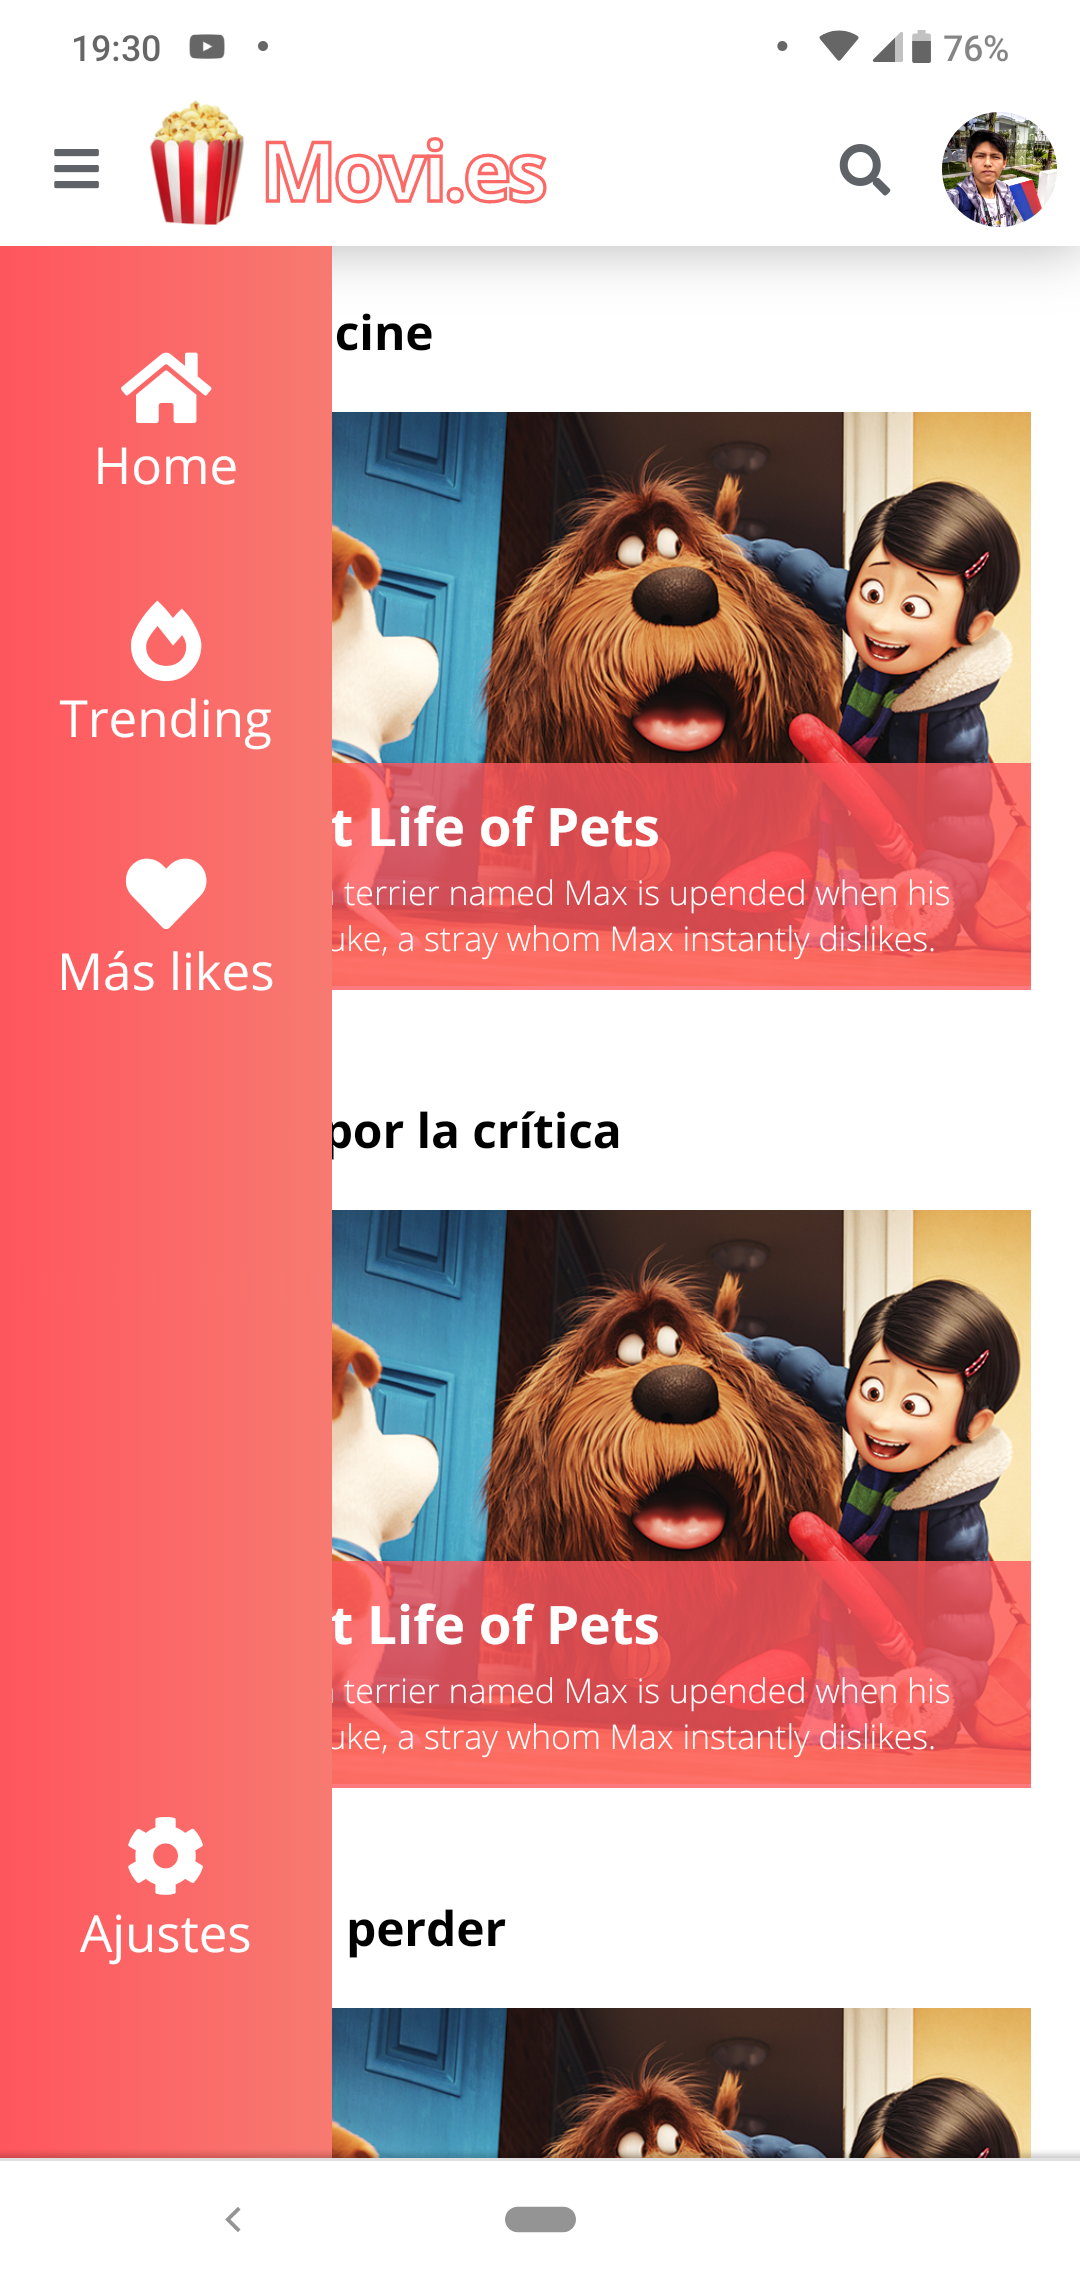 19:30
76%
Movi.es
Home
Trending
Más likes
Ajustes
cine
t Life of Pets
terrier named Max is upended when his
uke, a stray whom Max instantly dislikes.
por la crítica
t Life of Pets
terrier named Max is upended when his
uke, a stray whom Max instantly dislikes.
perder